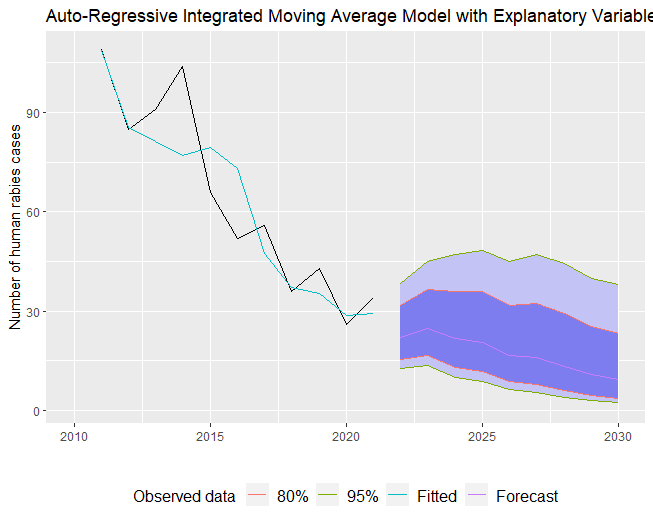 Auto-Regressive Integrated Moving Average Model with Explanatory Variable
Number of human rabies cases
90
60
30
0
2010 2015 2020 2025 2030
Observed data 80% 95% Fitted Forecast